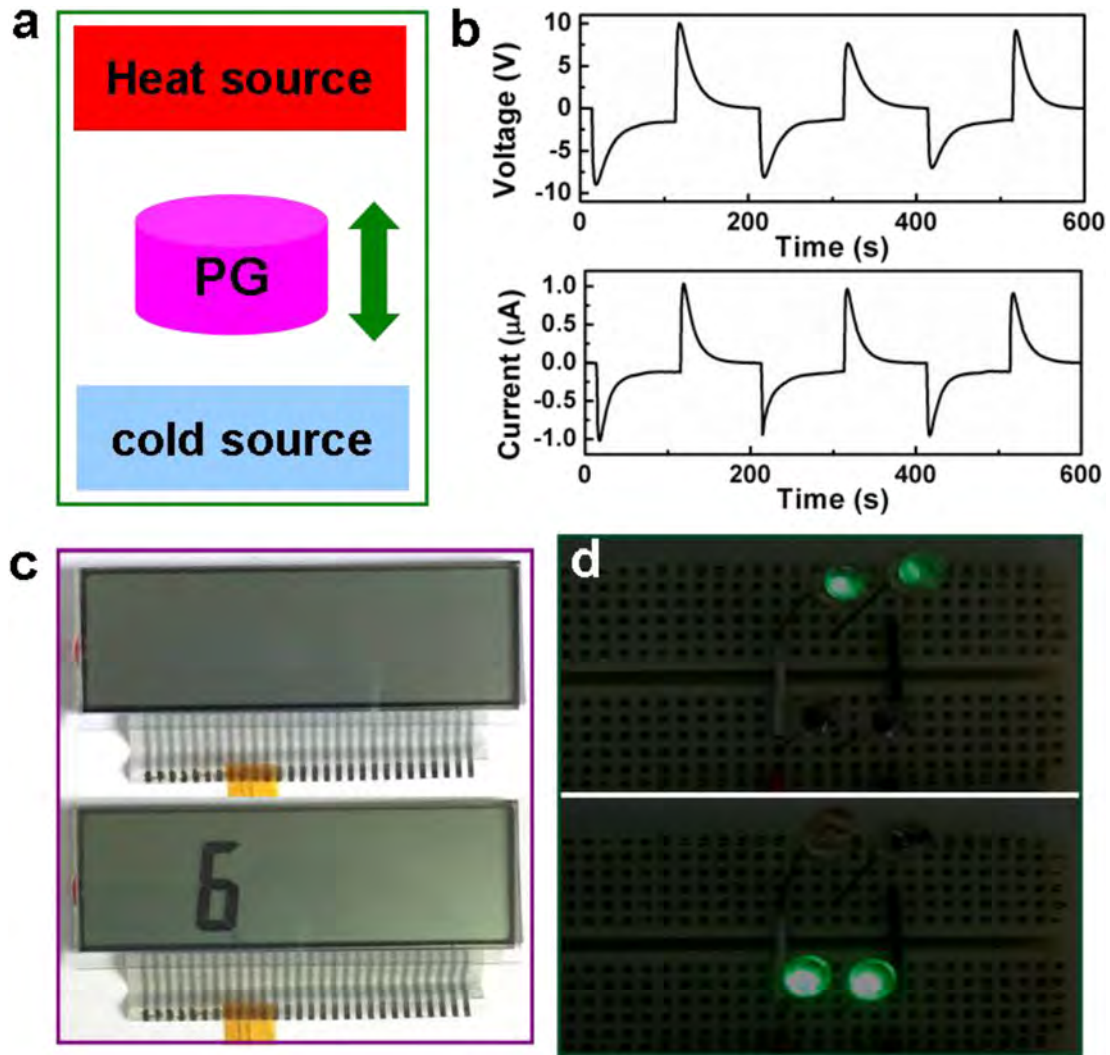 a
Heat source
PG
cold source
b
Voltage (V)
10
5
0
-5
-10
0 200 400 600
Time (s)
Current (μA)
1.0
0.5
0.0
-0.5
-1.0
0 200 400 600
Time (s)
c
6
d